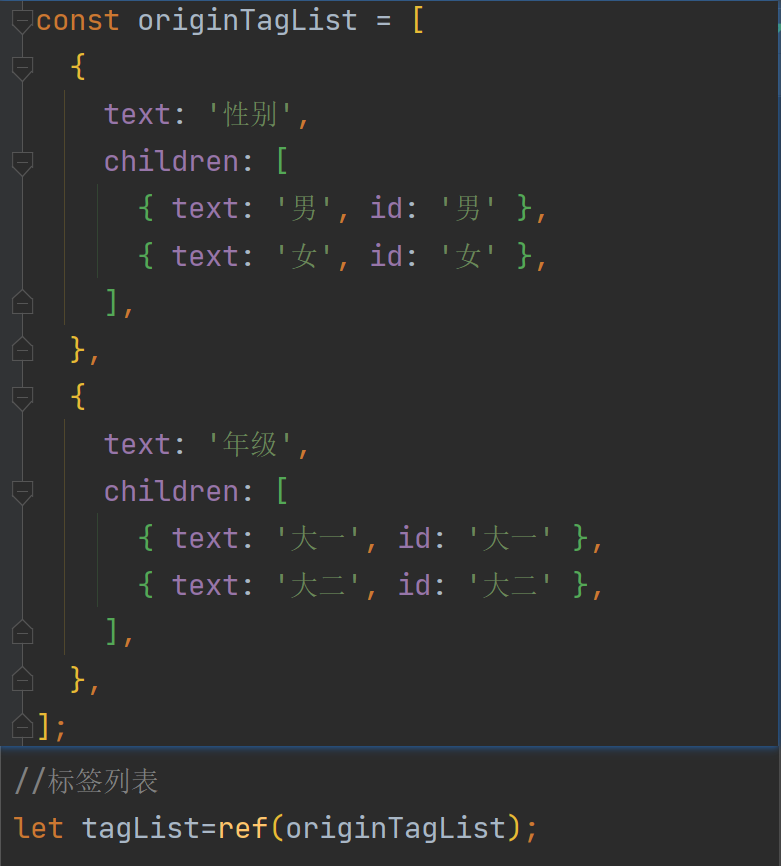 const originTagList = [
  {
    text: '性别',
    children: [
      { text: '男', id: '男' },
      { text: '女', id: '女' },
    ],
  },
  {
    text: '年级',
    children: [
      { text: '大一', id: '大一' },
      { text: '大二', id: '大二' },
    ],
  },
];
//标签列表
let tagList=ref(originTagList);